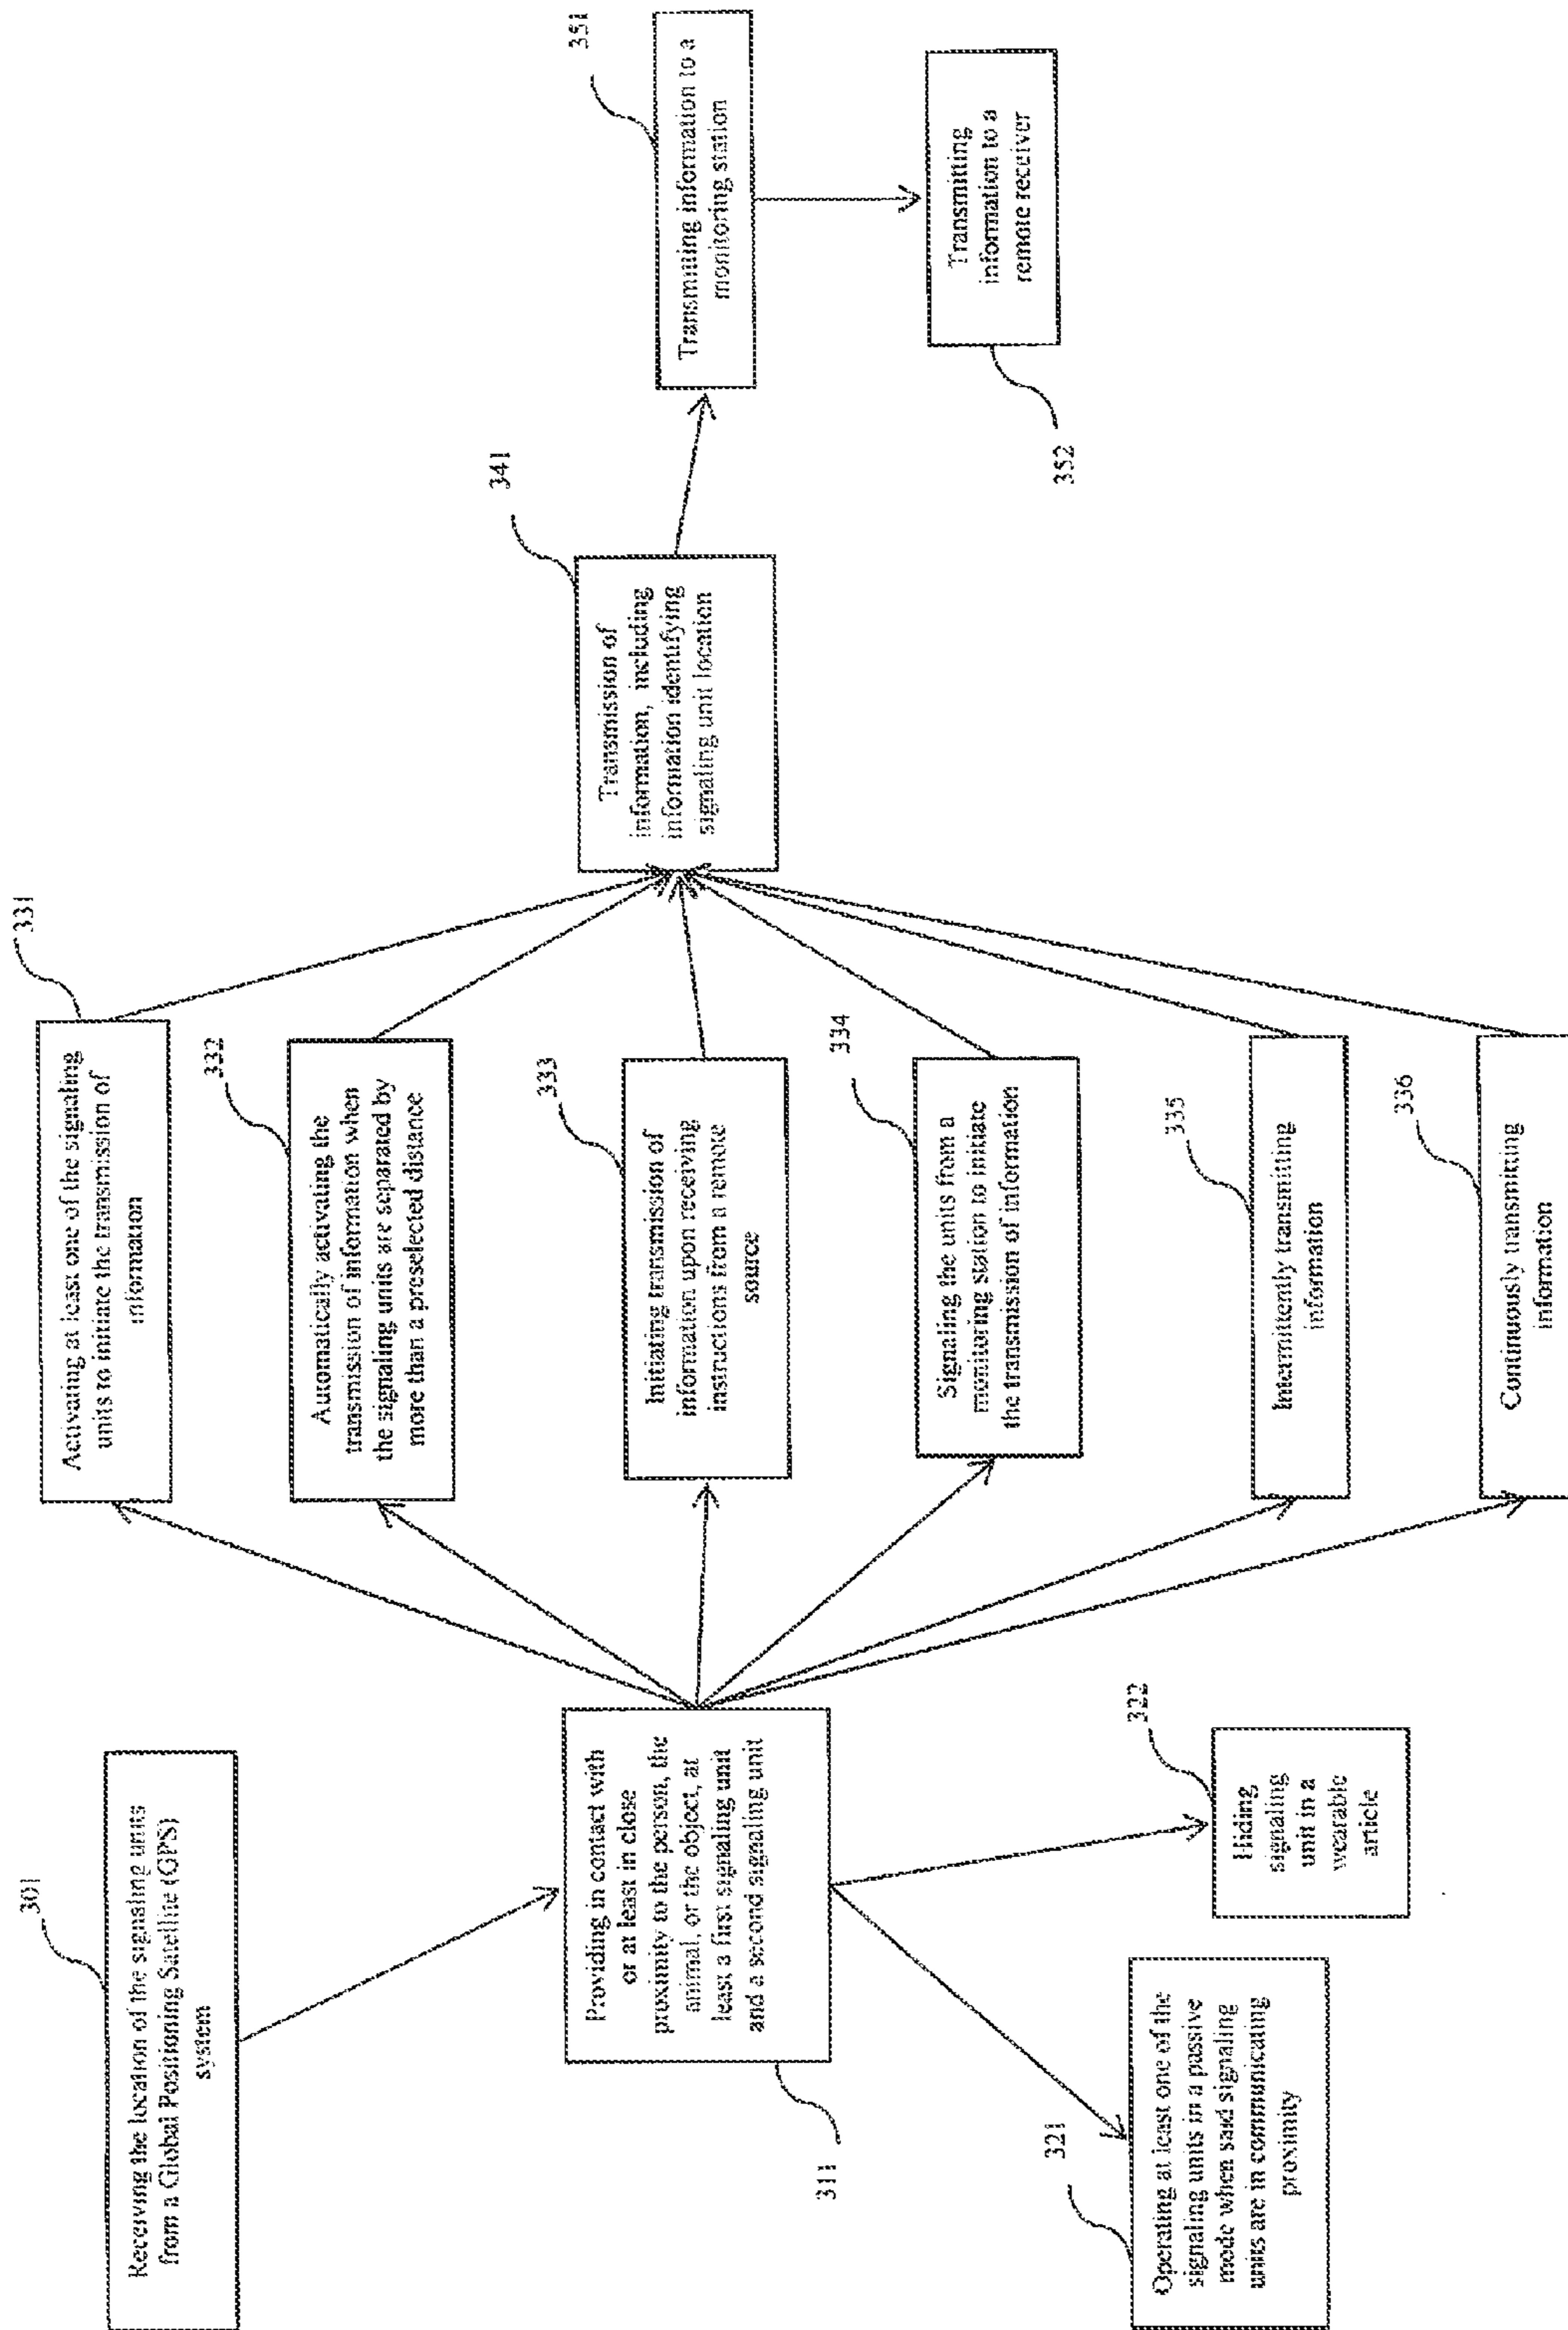 301
Receiving the location of the signaling units
from a Global Positioning Satellite (GPS)
system
311
Providing in contact with
or at least in close
proximity to the person, the
animal, or the object, at
least a first signaling unit
and a second signaling unit
321
Operating at least one of the
signaling units in a passive
mode when said signaling
units are in communicating
proximity
322
Hiding
signaling
unit in a
wearable
article
331
Activating at least one of the signaling
units to initiate the transmission of
information
332
Automatically activating the
transmission of information when
the signaling units are separated by
more than a preselected distance
333
Initiating transmission of
information upon receiving
instructions from a remote
source
334
Signaling the units from a
monitoring station to initiate
the transmission of information
335
Intermittently transmitting
information
336
Continuously transmitting
information
341
Transmission of
information, including
information identifying
signaling unit location
351
Transmitting information to a
monitoring station
352
Transmitting
information to a
remote receiver